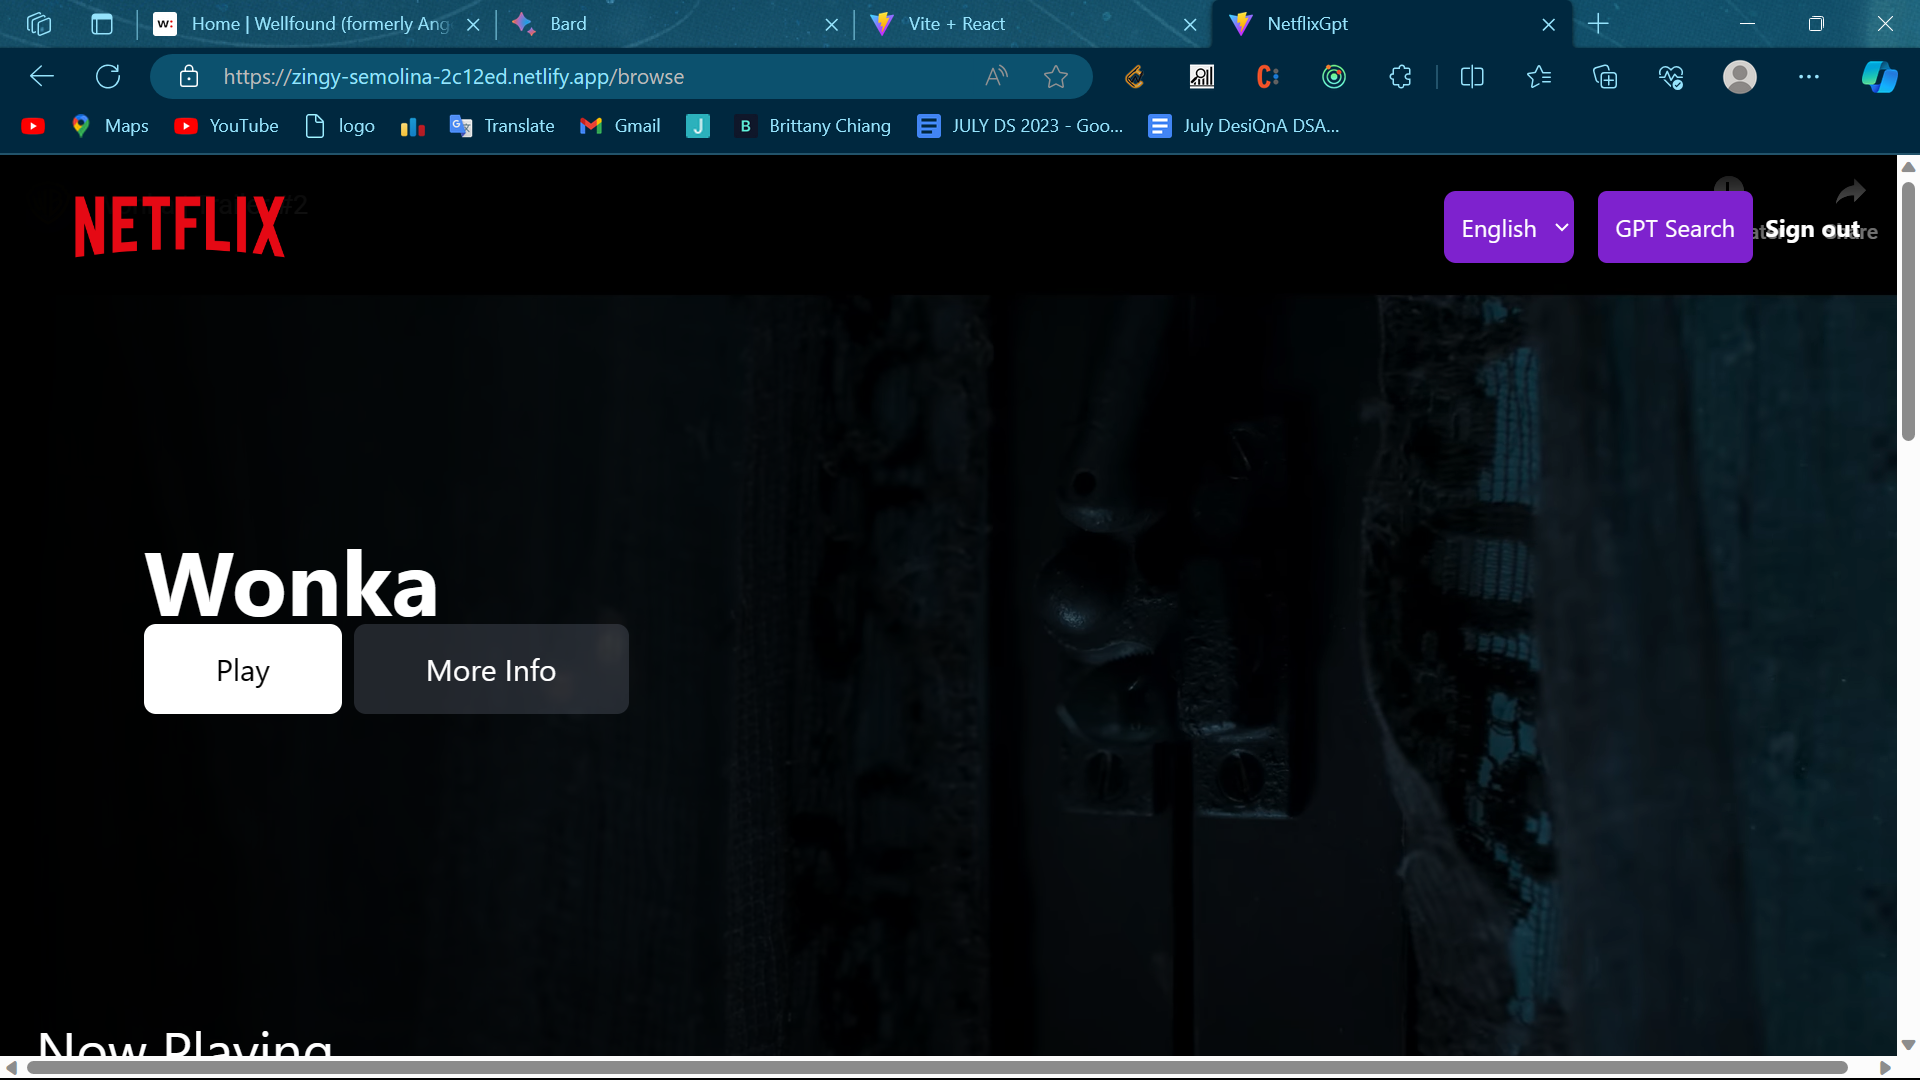 w: Home | Wellfound (formerly Ang
Bard
Vite + React
NetflixGpt
https://zingy-semolina-2c12ed.netlify.app/browse
Maps
YouTube
logo
Translate
Gmail
J
B Brittany Chiang
JULY DS 2023 - Goo...
July DesiQnA DSA...
NETFLIX
#2
English
GPT Search
Sign out
Share
Wonka
Play
More Info
Now Playing